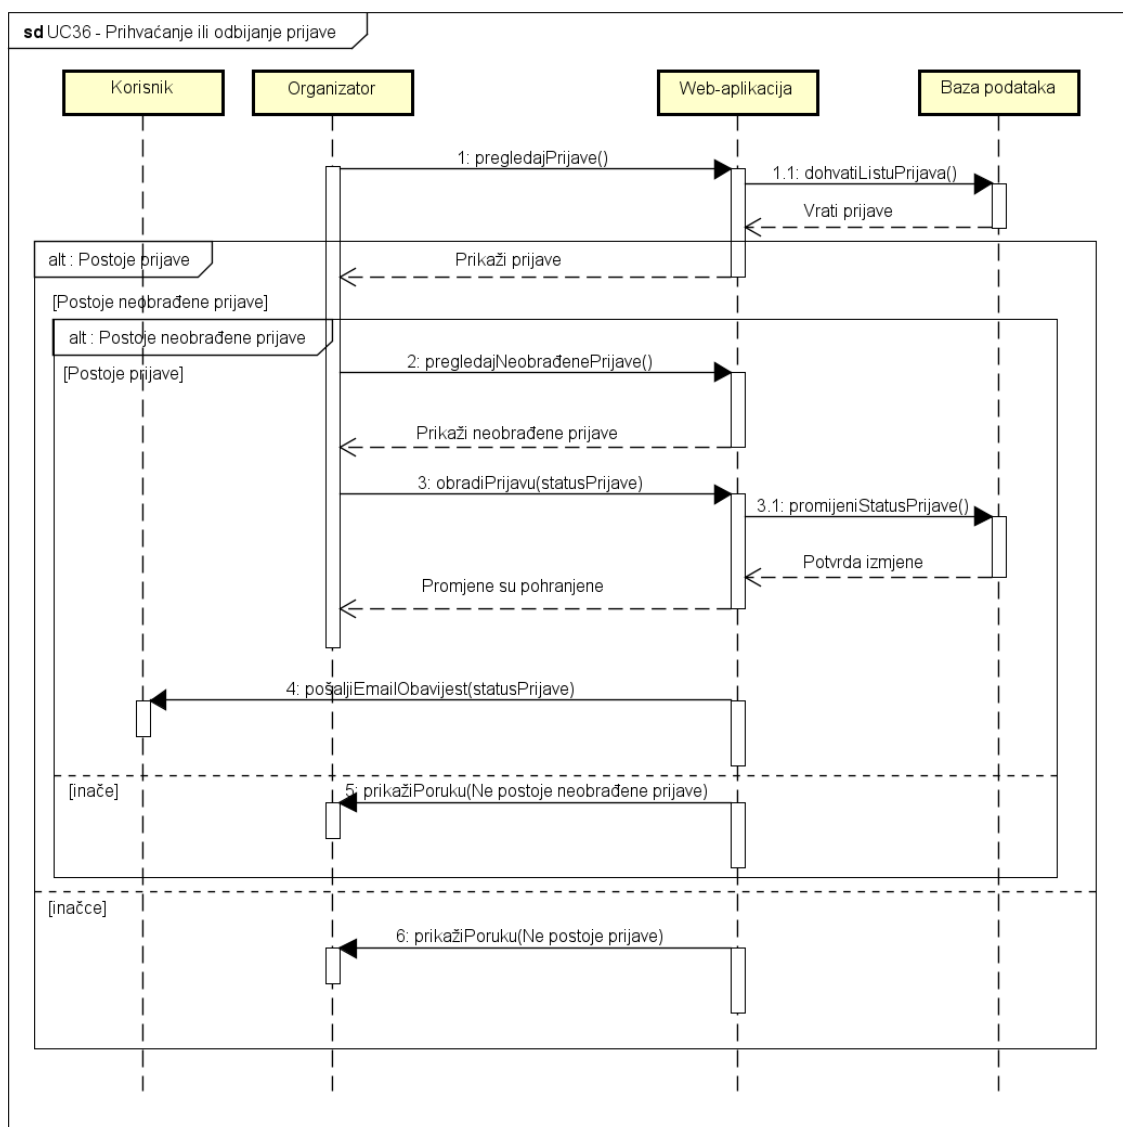 sd UC36 - Prihvaćanje ili odbijanje prijave
Korisnik
Organizator
Web-aplikacija
Baza podataka
1: pregledajPrijave()
1.1: dohvatiListuPrijava()
Vrati prijave
alt : Postoje prijave
Prikaži prijave
[Postoje neobrađene prijave]
alt : Postoje neobrađene prijave
[Postoje prijave]
2: pregledajNeobrađenePrijave()
Prikaži neobrađene prijave
3: obradiPrijavu(statusPrijave)
3.1: promijeniStatusPrijave()
Potvrda izmjene
Promjene su pohranjene
4: pošaljiEmailObavijest(statusPrijave)
[inače]
5: prikažiPoruku(Ne postoje neobrađene prijave)
[inačce]
6: prikažiPoruku(Ne postoje prijave)